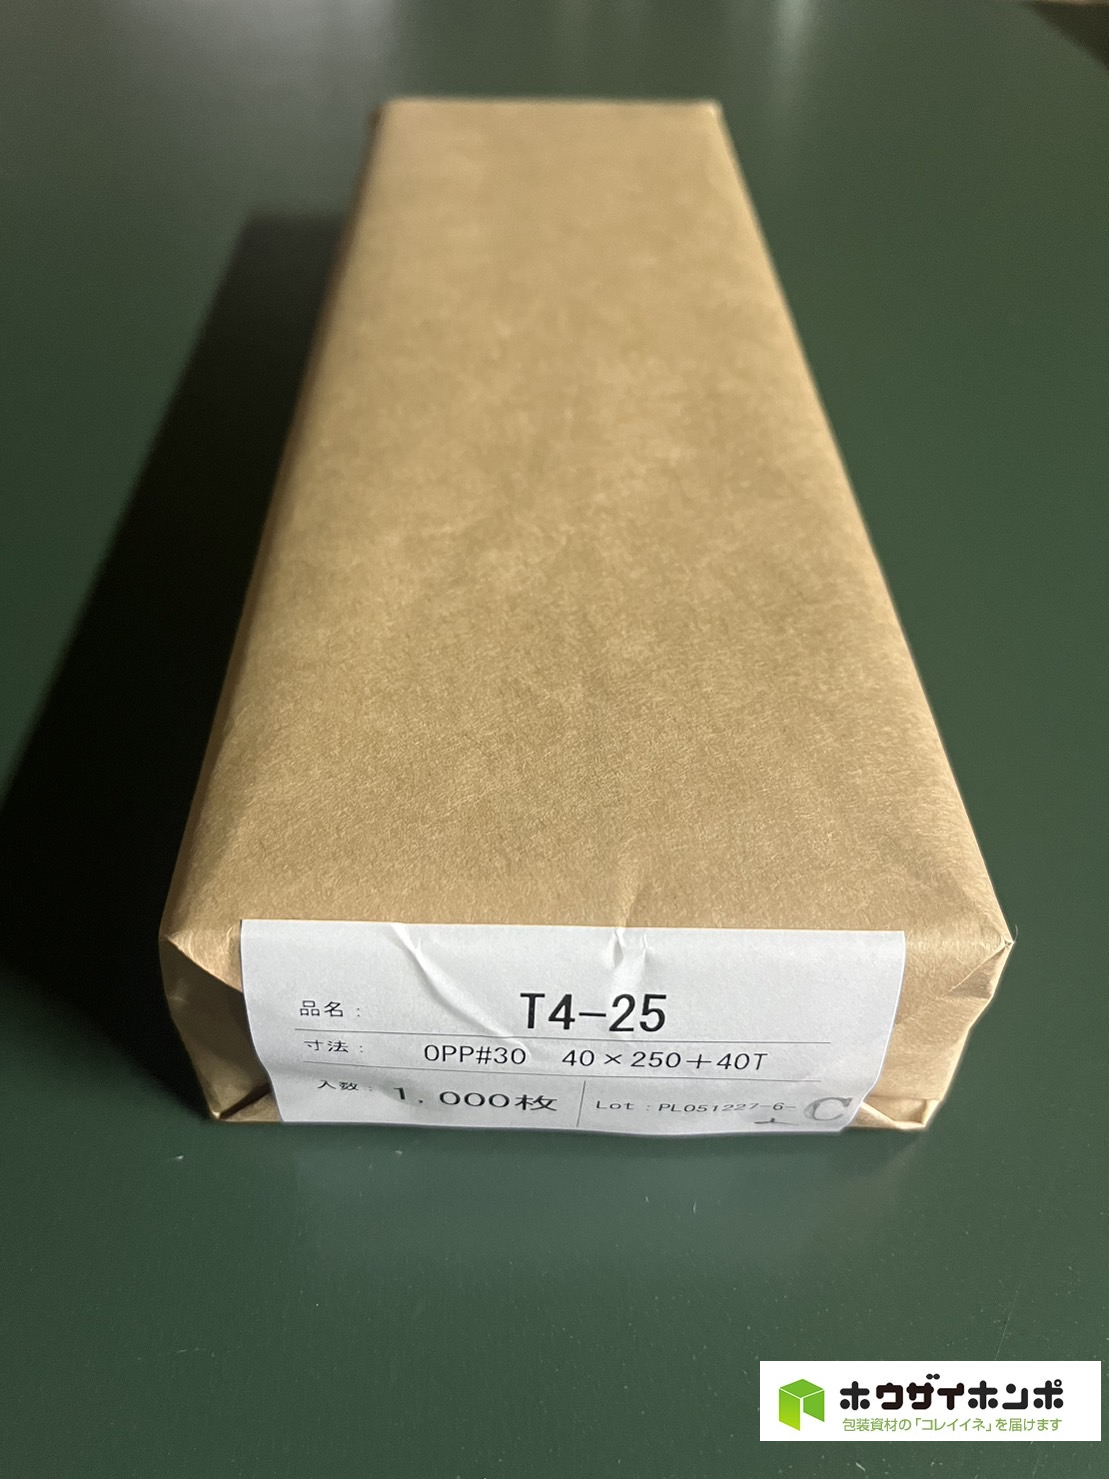 品名: T4-25
寸法: OPP#30 40×250+40T
入数: 1,000枚 Lot:PL051227-6- C
ホウザイホンポ
包装資材の「コレイイネ」を届けます